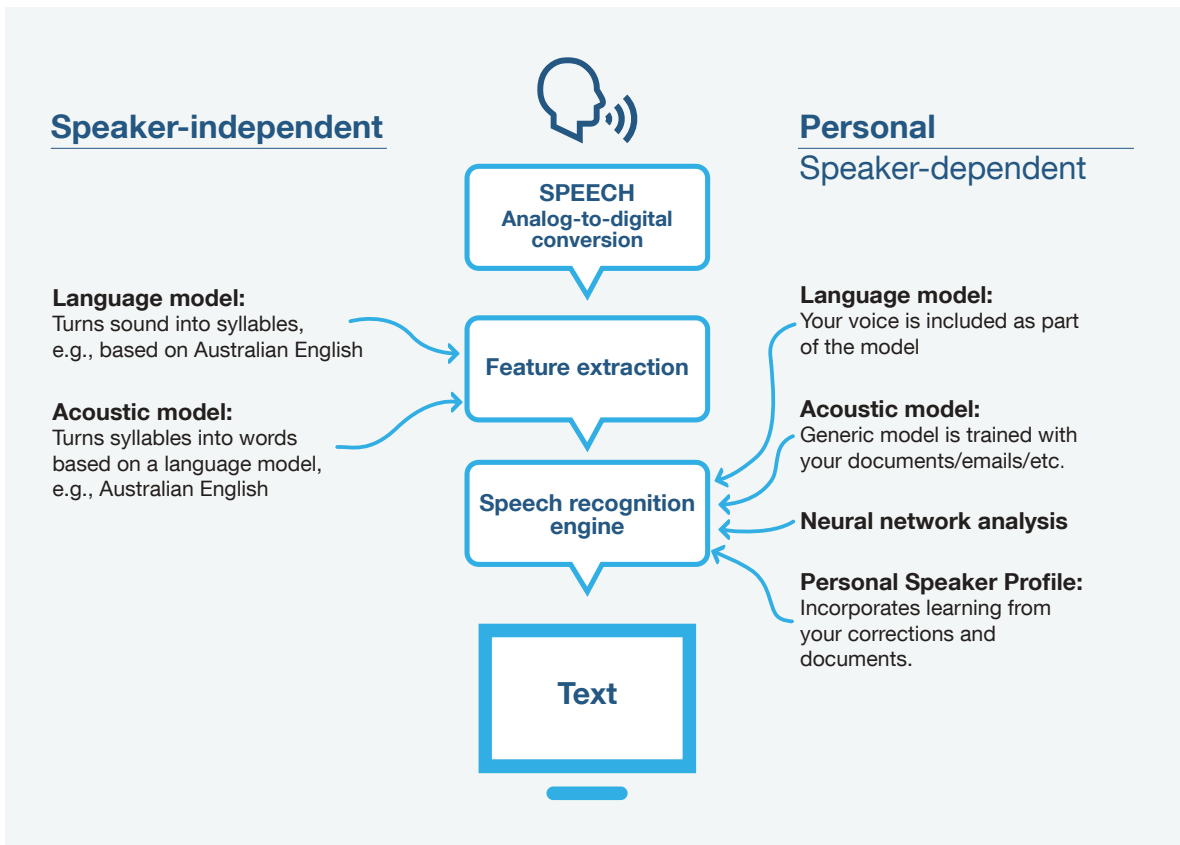 Speaker-independent
Personal
Speaker-dependent
SPEECH
Analog-to-digital
conversion
Language model:
Turns sound into syllables,
e.g., based on Australian English
Acoustic model:
Turns syllables into words
based on a language model,
e.g., Australian English
Feature extraction
Speech recognition
engine
Text
Language model:
Your voice is included as part
of the model
Acoustic model:
Generic model is trained with
your documents/emails/etc.
Neural network analysis
Personal Speaker Profile:
Incorporates learning from
your corrections and
documents.